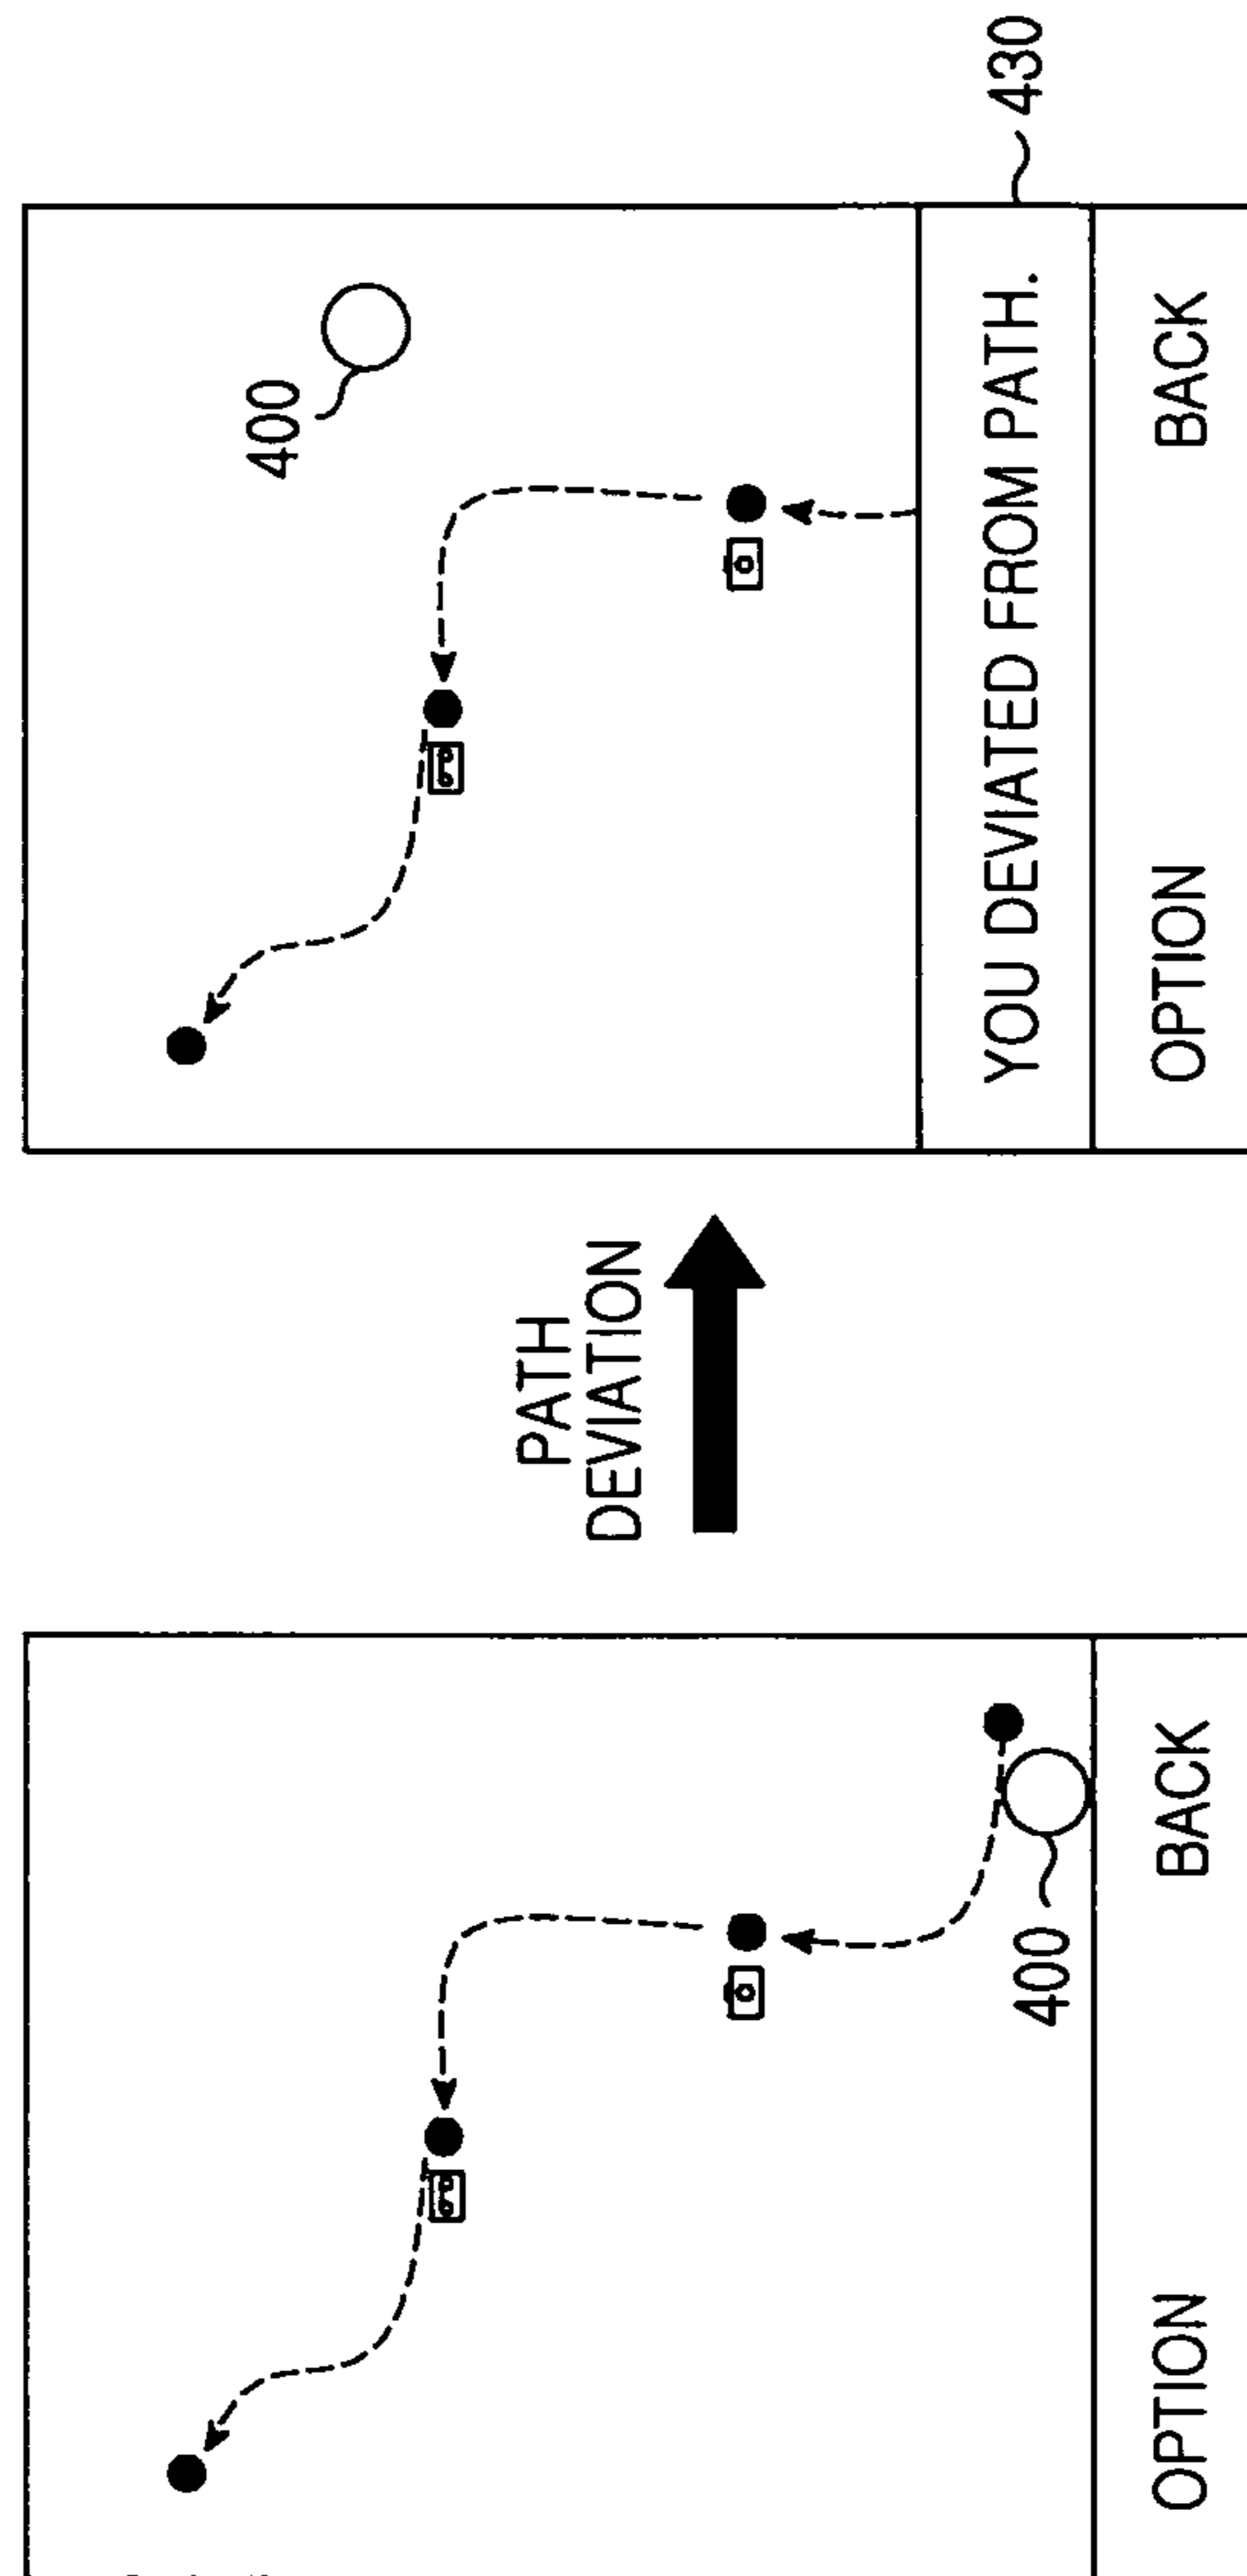 400
OPTION
BACK
PATH
DEVIATION
400
YOU DEVIATED FROM PATH.
430
OPTION
BACK